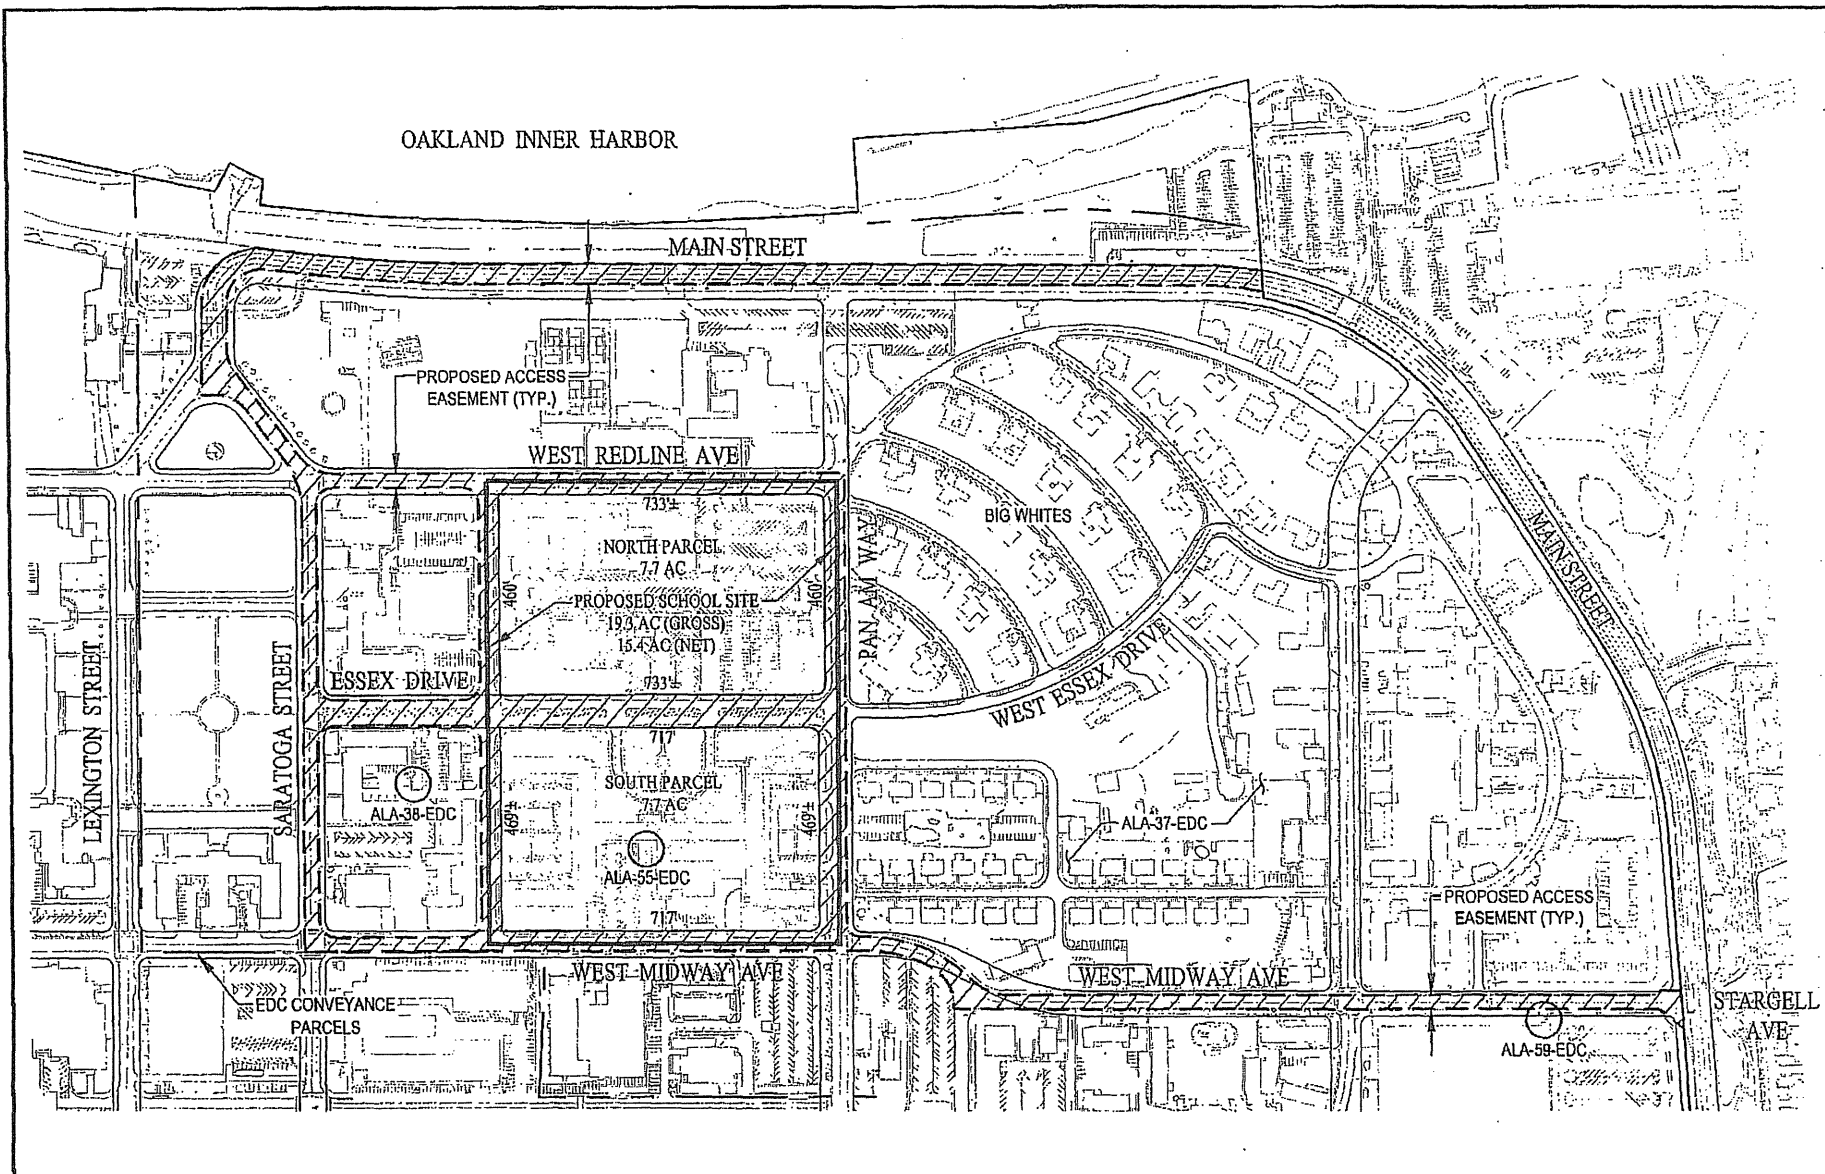 OAKLAND INNER HARBOR
MAIN STREET
PROPOSED ACCESS
EASEMENT (TYP.)
WEST REDLINE AVE
733'±
NORTH PARCEL
7.7 AC
460'
460'
PROPOSED SCHOOL SITE
19.3 AC (GROSS)
15.4 AC (NET)
733'±
PAN AM WAY
BIG WHITES
MAIN STREET
LEXINGTON STREET
SARATOGA STREET
ESSEX DRIVE
WEST ESSEX DRIVE
717'
SOUTH PARCEL
7.7 AC
469'±
469'±
ALA-38-EDC
ALA-55-EDC
ALA-37-EDC
717'
PROPOSED ACCESS
EASEMENT (TYP.)
WEST MIDWAY AVE
WEST MIDWAY AVE
EDC CONVEYANCE
PARCELS
STARGELL
AVE
ALA-59-EDC